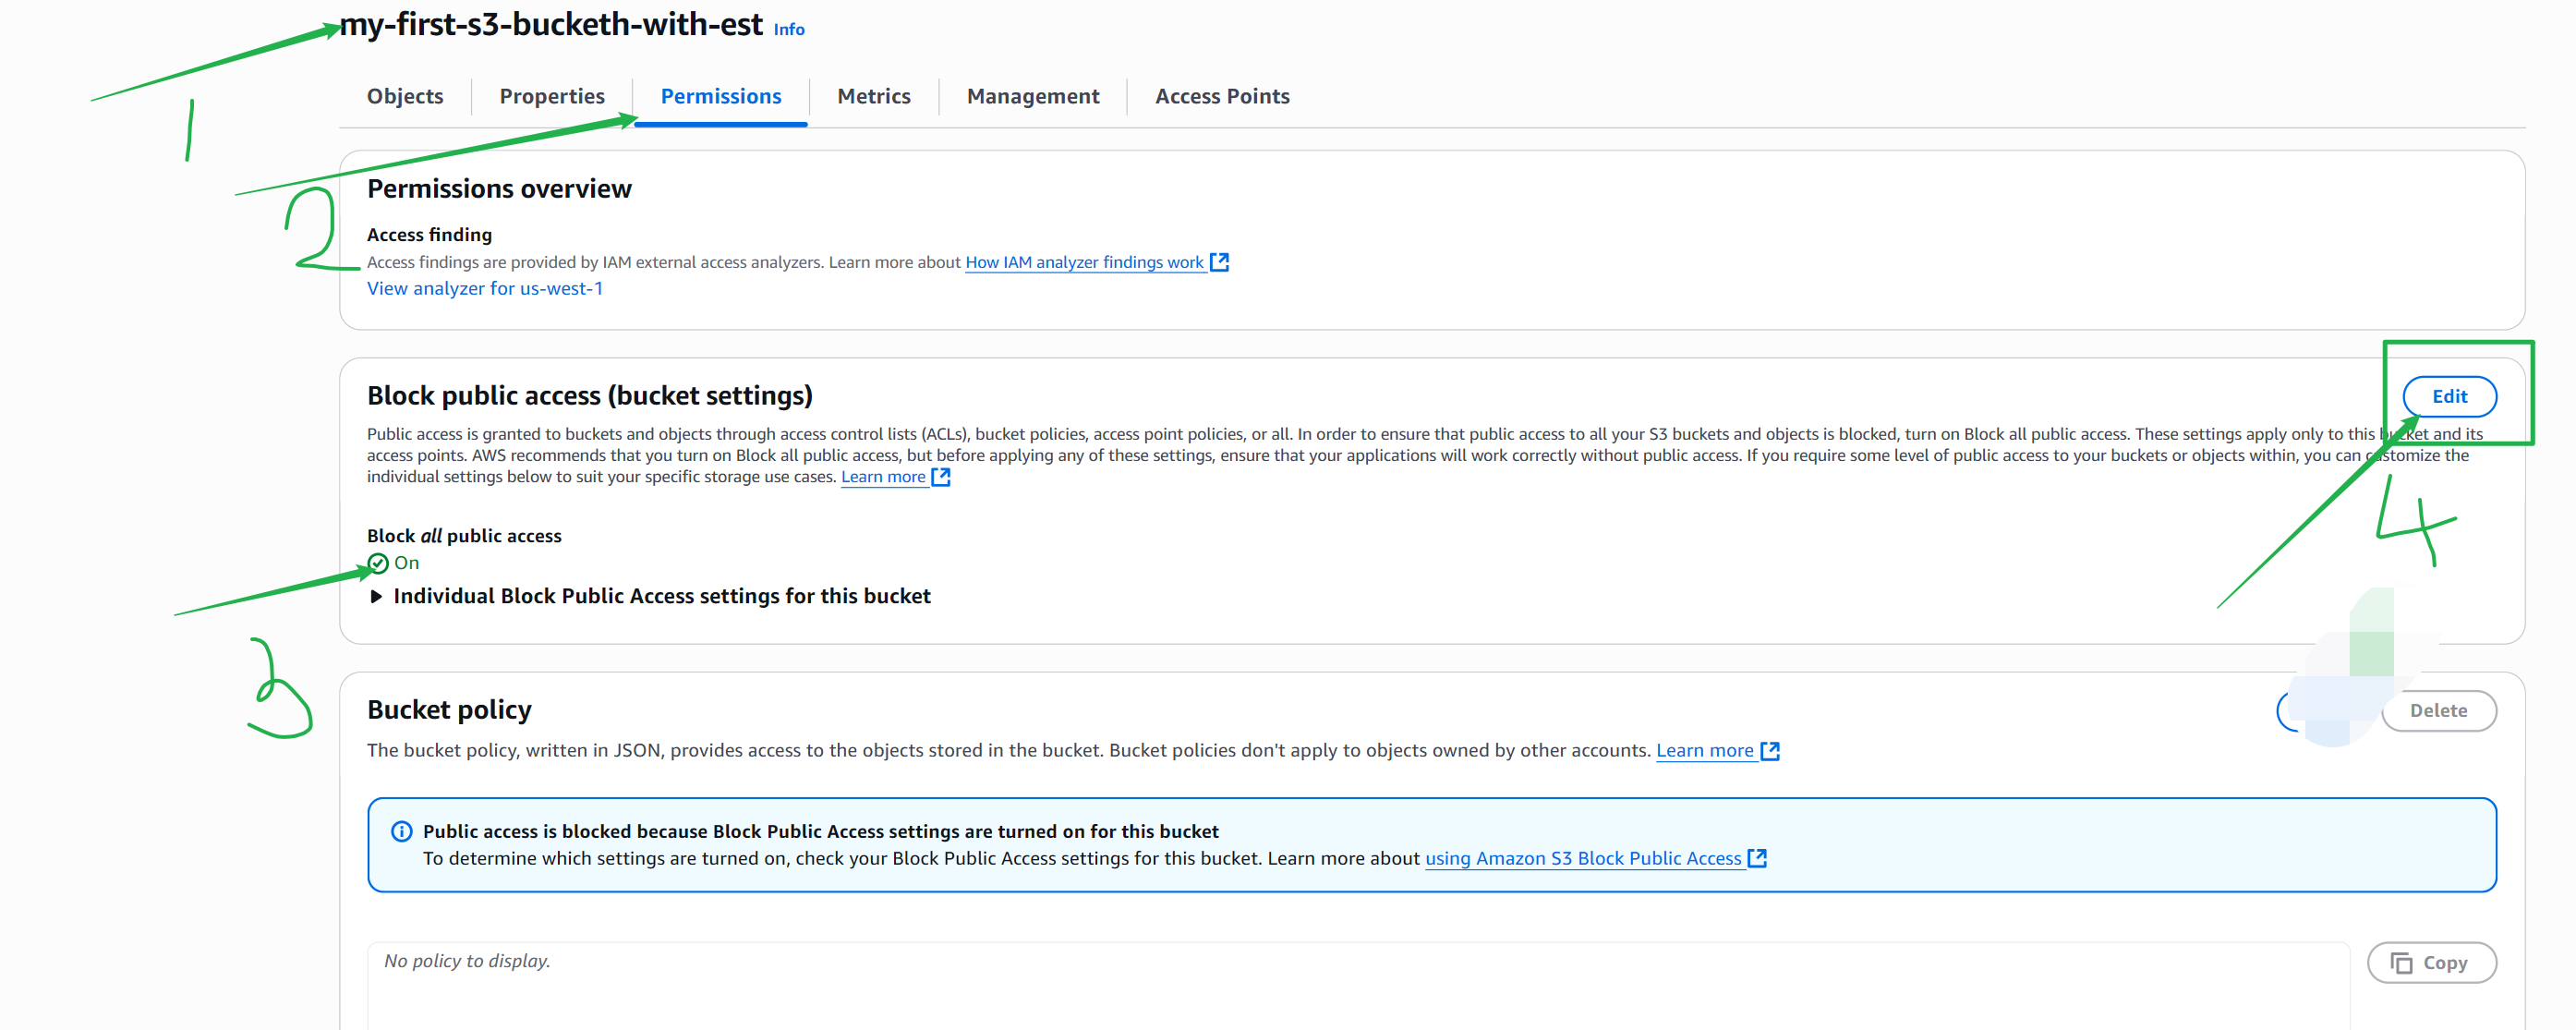 my-first-s3-bucketh-with-est Info
1
Objects Properties Permissions Metrics Management Access Points
2
Permissions overview
Access finding
Access findings are provided by IAM external access analyzers. Learn more about How IAM analyzer findings work
View analyzer for us-west-1
Block public access (bucket settings)
Edit
Public access is granted to buckets and objects through access control lists (ACLs), bucket policies, access point policies, or all. In order to ensure that public access to all your S3 buckets and objects is blocked, turn on Block all public access. These settings apply only to this bucket and its
access points. AWS recommends that you turn on Block all public access, but before applying any of these settings, ensure that your applications will work correctly without public access. If you require some level of public access to your buckets or objects within, you can customize the
individual settings below to suit your specific storage use cases. Learn more
4
Block all public access
On
Individual Block Public Access settings for this bucket
3
Bucket policy
Delete
The bucket policy, written in JSON, provides access to the objects stored in the bucket. Bucket policies don't apply to objects owned by other accounts. Learn more
Public access is blocked because Block Public Access settings are turned on for this bucket
To determine which settings are turned on, check your Block Public Access settings for this bucket. Learn more about using Amazon S3 Block Public Access
No policy to display.
Copy